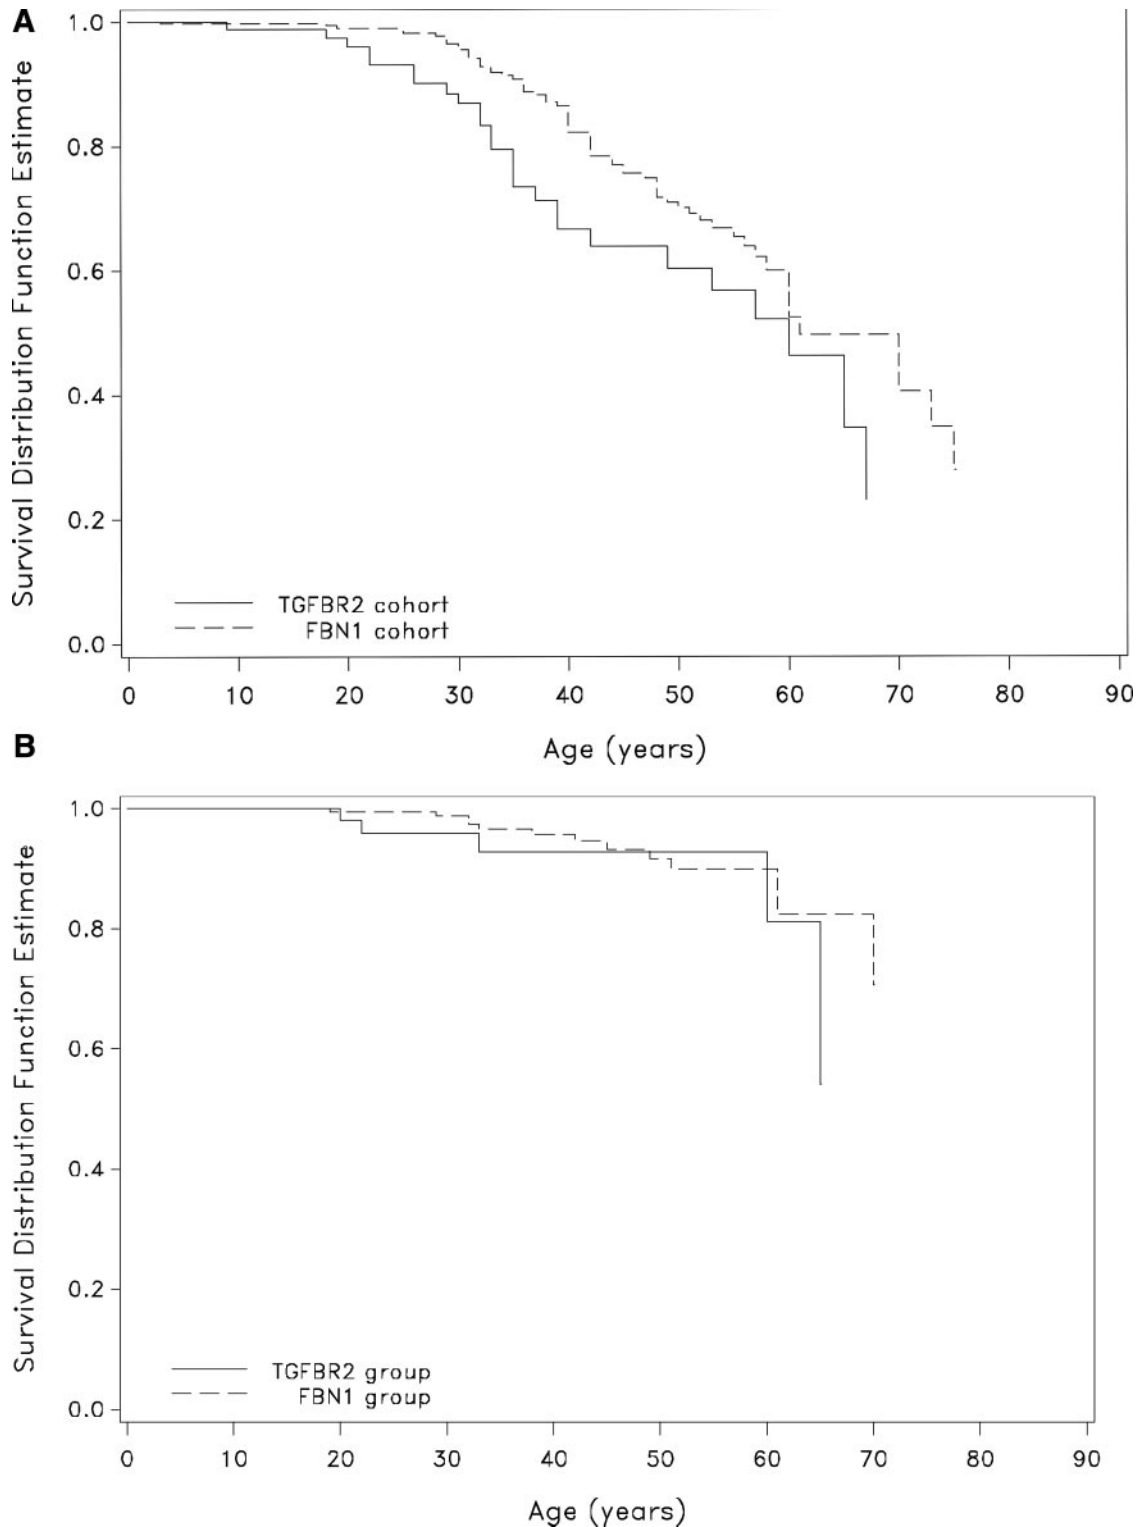 A
Survival Distribution Function Estimate
1.0
0.8
0.6
0.4
0.2
0.0
TGFBR2 cohort
FBN1 cohort
0 10 20 30 40 50 60 70 80 90
Age (years)
B
Survival Distribution Function Estimate
1.0
0.8
0.6
0.4
0.2
0.0
TGFBR2 group
FBN1 group
0 10 20 30 40 50 60 70 80 90
Age (years)